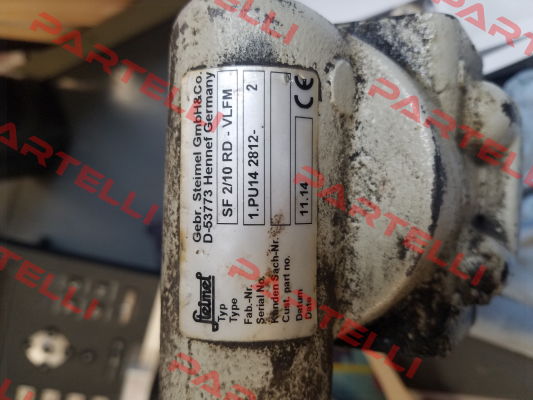 Gebr. Steimel GmbH&Co.
D-53773 Hennef Germany
Steimel
Typ
Type
SF 2/10 RD - VLFM
Fab.-Nr.
Serial No.
1.PU14 2812- 2
Kunden Sach-Nr.
Cust. part no.
Datum
Date
11.14
CE
PARTELLI
PARTELLI
PARTELLI
PARTELLI
PARTELLI
PARTELLI